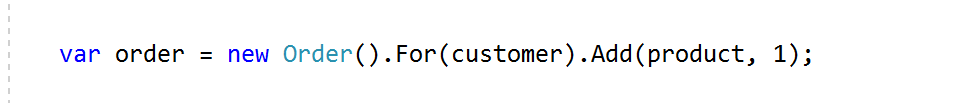 var order = new Order().For(customer).Add(product, 1);